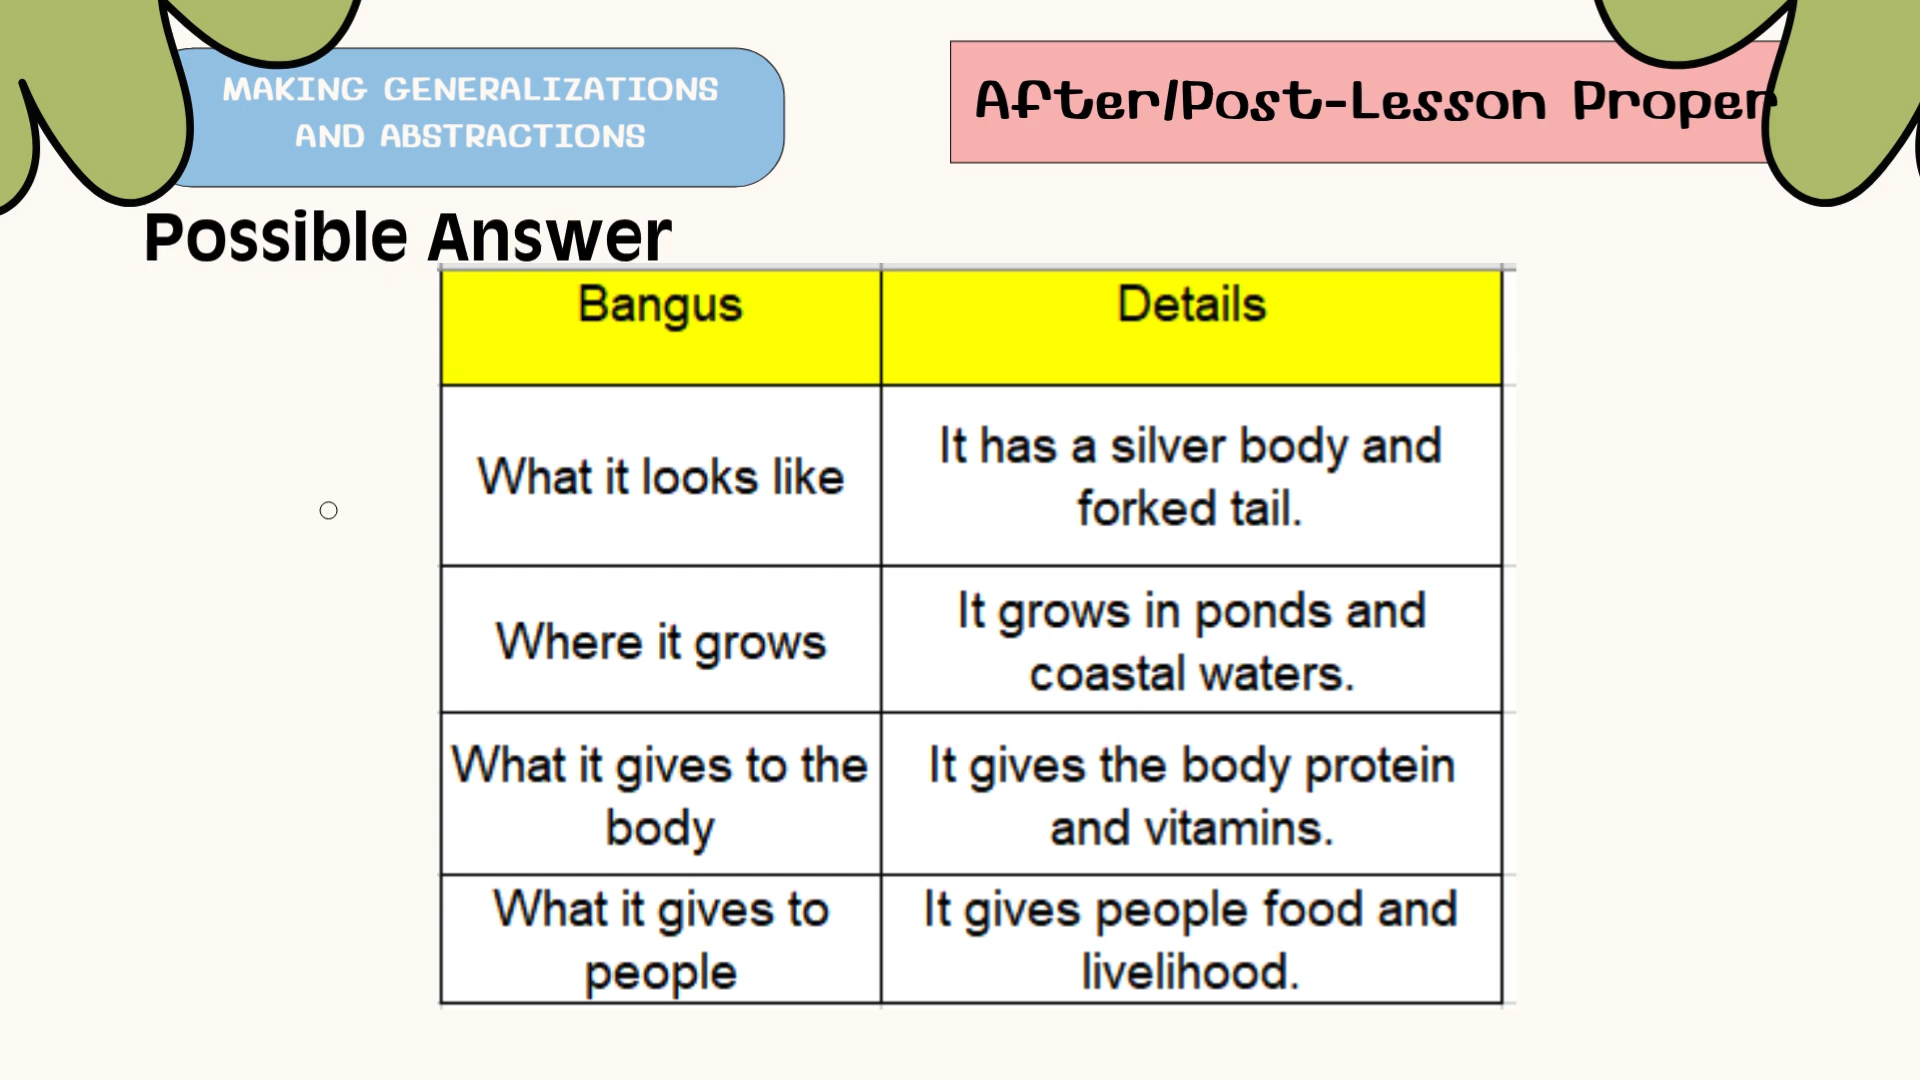 MAKING GENERALIZATIONS
AND ABSTRACTIONS
After/Post-Lesson Proper
Possible Answer
Bangus
Details
What it looks like
It has a silver body and
forked tail.
Where it grows
It grows in ponds and
coastal waters.
What it gives to the
body
It gives the body protein
and vitamins.
What it gives to
people
It gives people food and
livelihood.